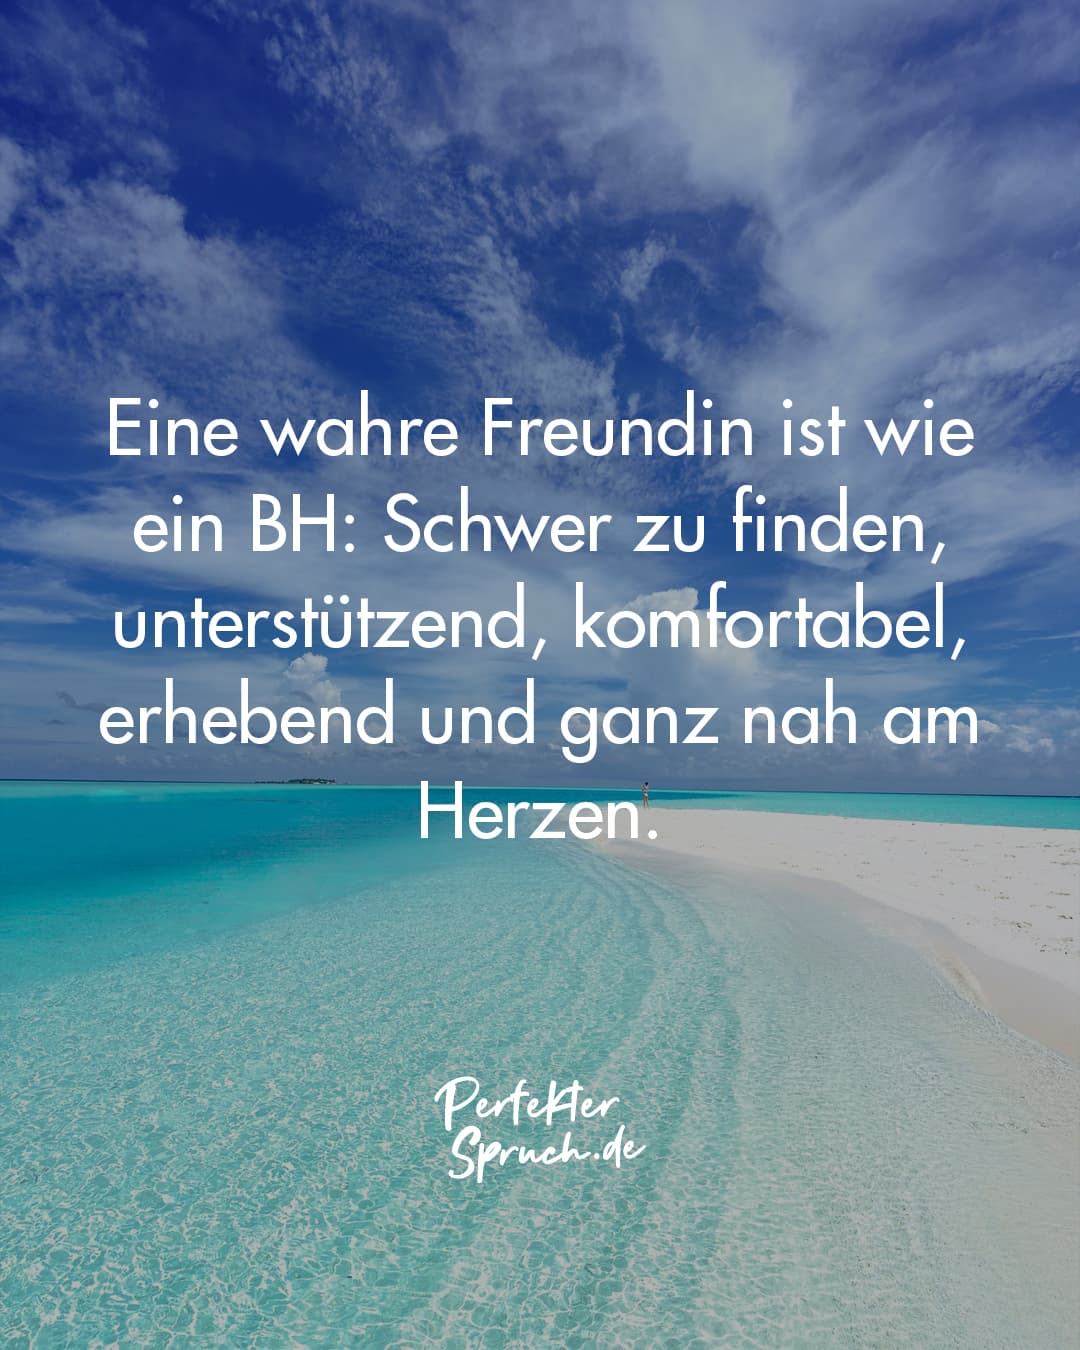 Eine wahre Freundin ist wie
ein BH: Schwer zu finden,
unterstützend, komfortabel,
erhebend und ganz nah am
Herzen.
Perfekter
Spruch.de